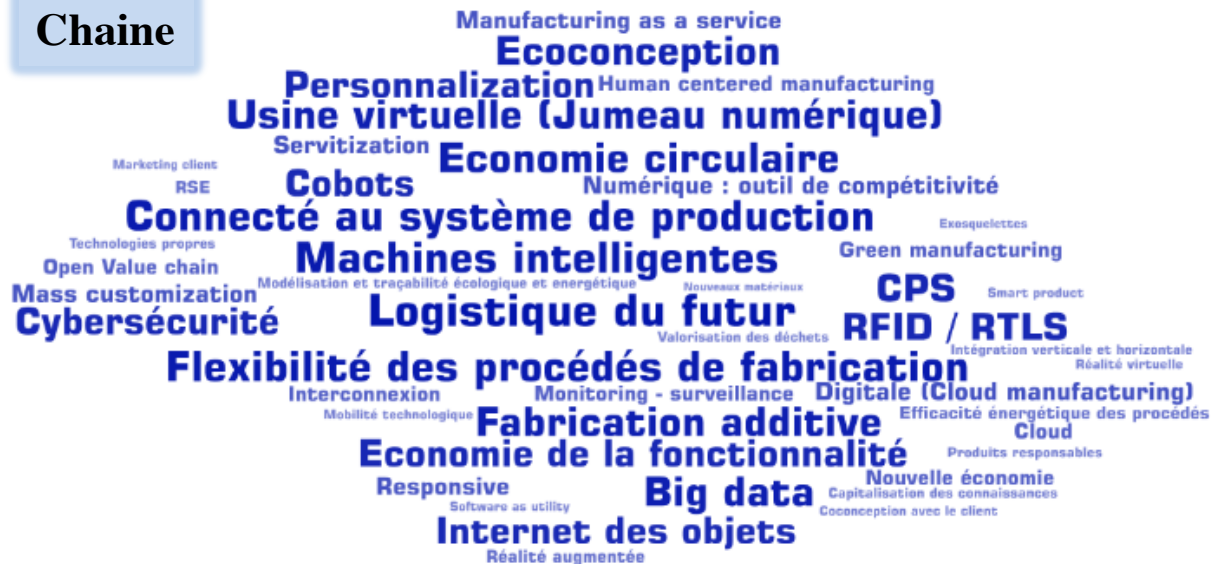 Chaine
Manufacturing as a service
Ecoconception
Personnalization Human centered manufacturing
Usine virtuelle (Jumeau numérique)
Servitization Economie circulaire
Marketing client
RSE Cobots Numérique : outil de compétitivité
Connecté au système de production Exosquelettes
Technologies propres Machines intelligentes Green manufacturing
Open Value chain
Modélisation et traçabilité écologique et energétique Nouveaux matériaux CPS Smart product
Mass customization Logistique du futur
Cybersécurité RFID / RTLS
Valorisation des déchets
Intégration verticale et horizontale
Flexibilité des procédés de fabrication Réalité virtuelle
Interconnexion Monitoring - surveillance Digitale (Cloud manufacturing)
Mobilité technologique Fabrication additive Efficacité énergétique des procédés
Cloud
Economie de la fonctionnalité Produits responsables
Responsive Big data Nouvelle économie
Capitalisation des connaissances
Software as utility Coconception avec le client
Internet des objets
Réalité augmentée